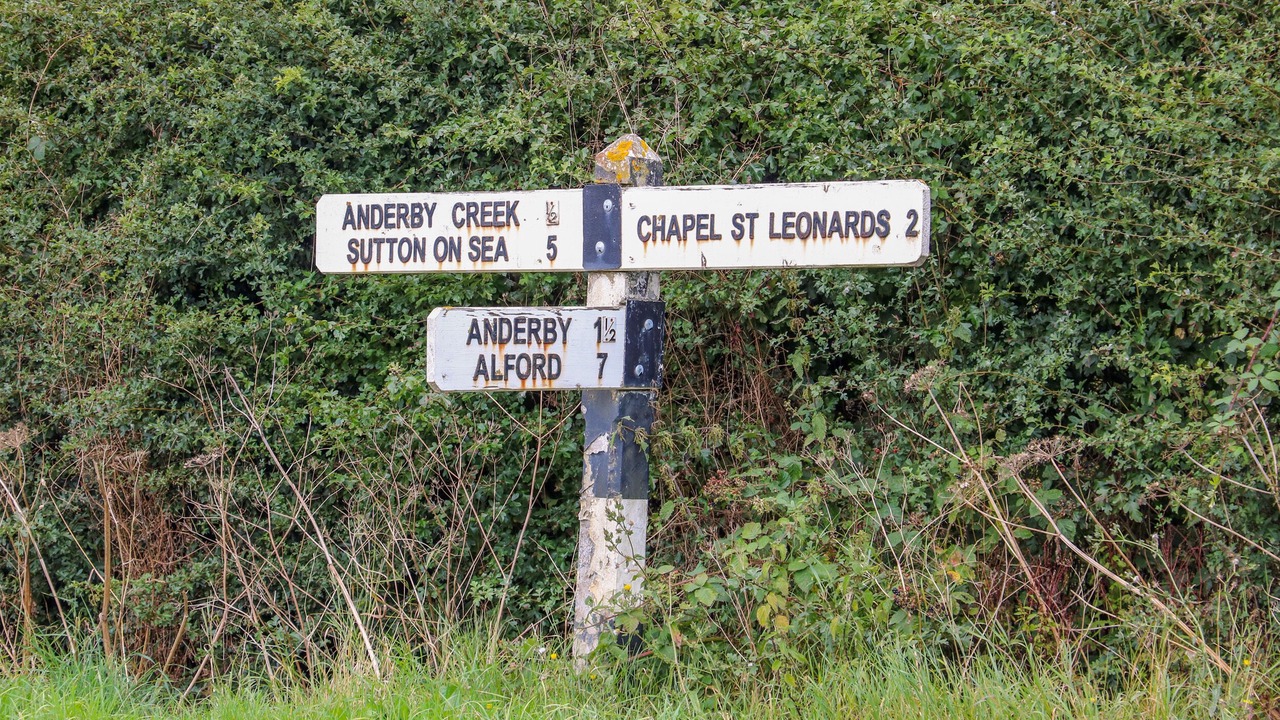 ANDERBY CREEK ½
SUTTON ON SEA 5
CHAPEL ST LEONARDS 2
ANDERBY 1½
ALFORD 7